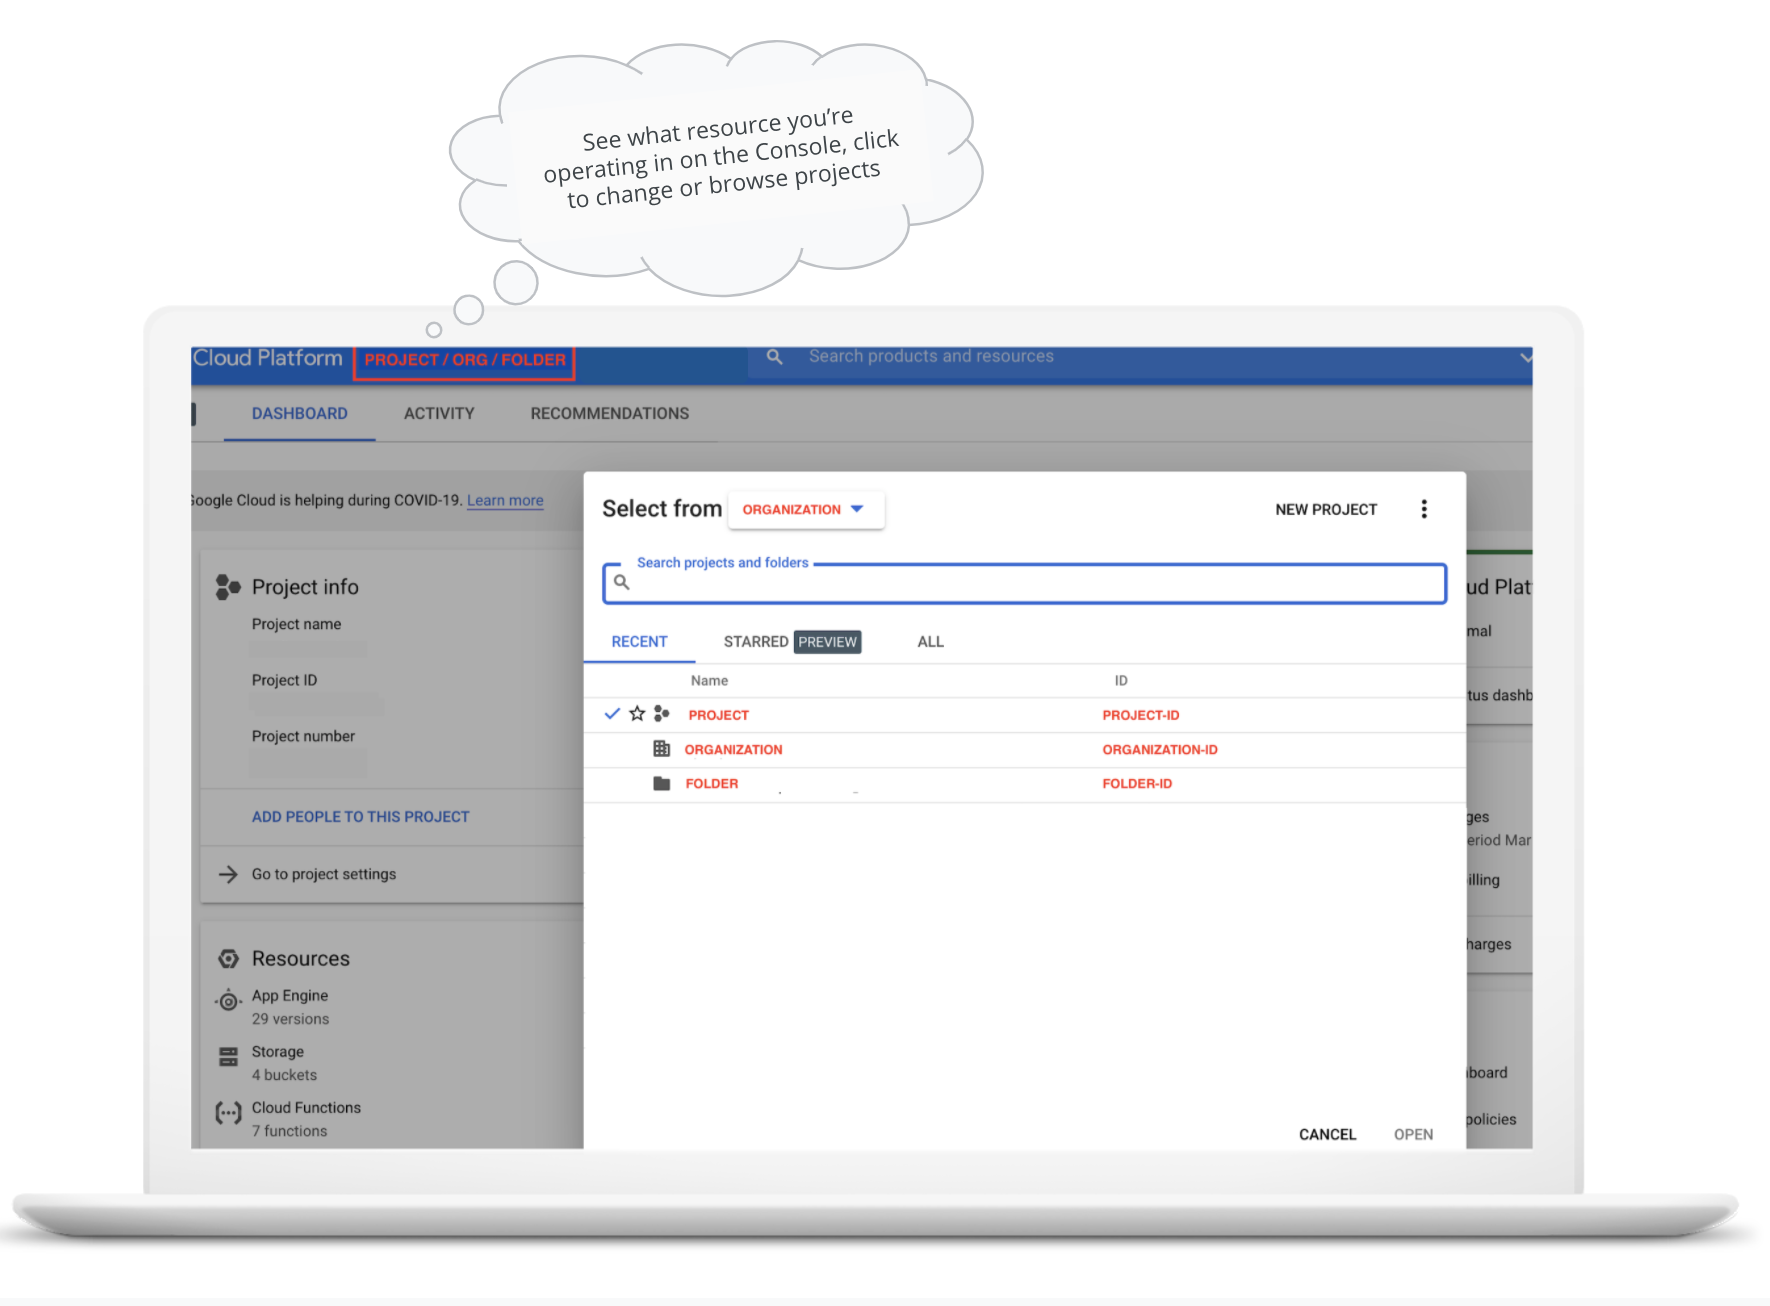 See what resource you're
operating in on the Console, click
to change or browse projects
Cloud Platform PROJECT / ORG / FOLDER Search products and resources
DASHBOARD ACTIVITY RECOMMENDATIONS
Google Cloud is helping during COVID-19. Learn more
Select from ORGANIZATION NEW PROJECT
Search projects and folders
RECENT STARRED PREVIEW ALL
Name ID
PROJECT PROJECT-ID
ORGANIZATION ORGANIZATION-ID
FOLDER FOLDER-ID
CANCEL OPEN
Project info
Project name
Project ID
Project number
ADD PEOPLE TO THIS PROJECT
Go to project settings
Resources
App Engine
29 versions
Storage
4 buckets
Cloud Functions
7 functions
ud Plat
mal
tus dashb
ges
eriod Mar
illing
harges
board
policies